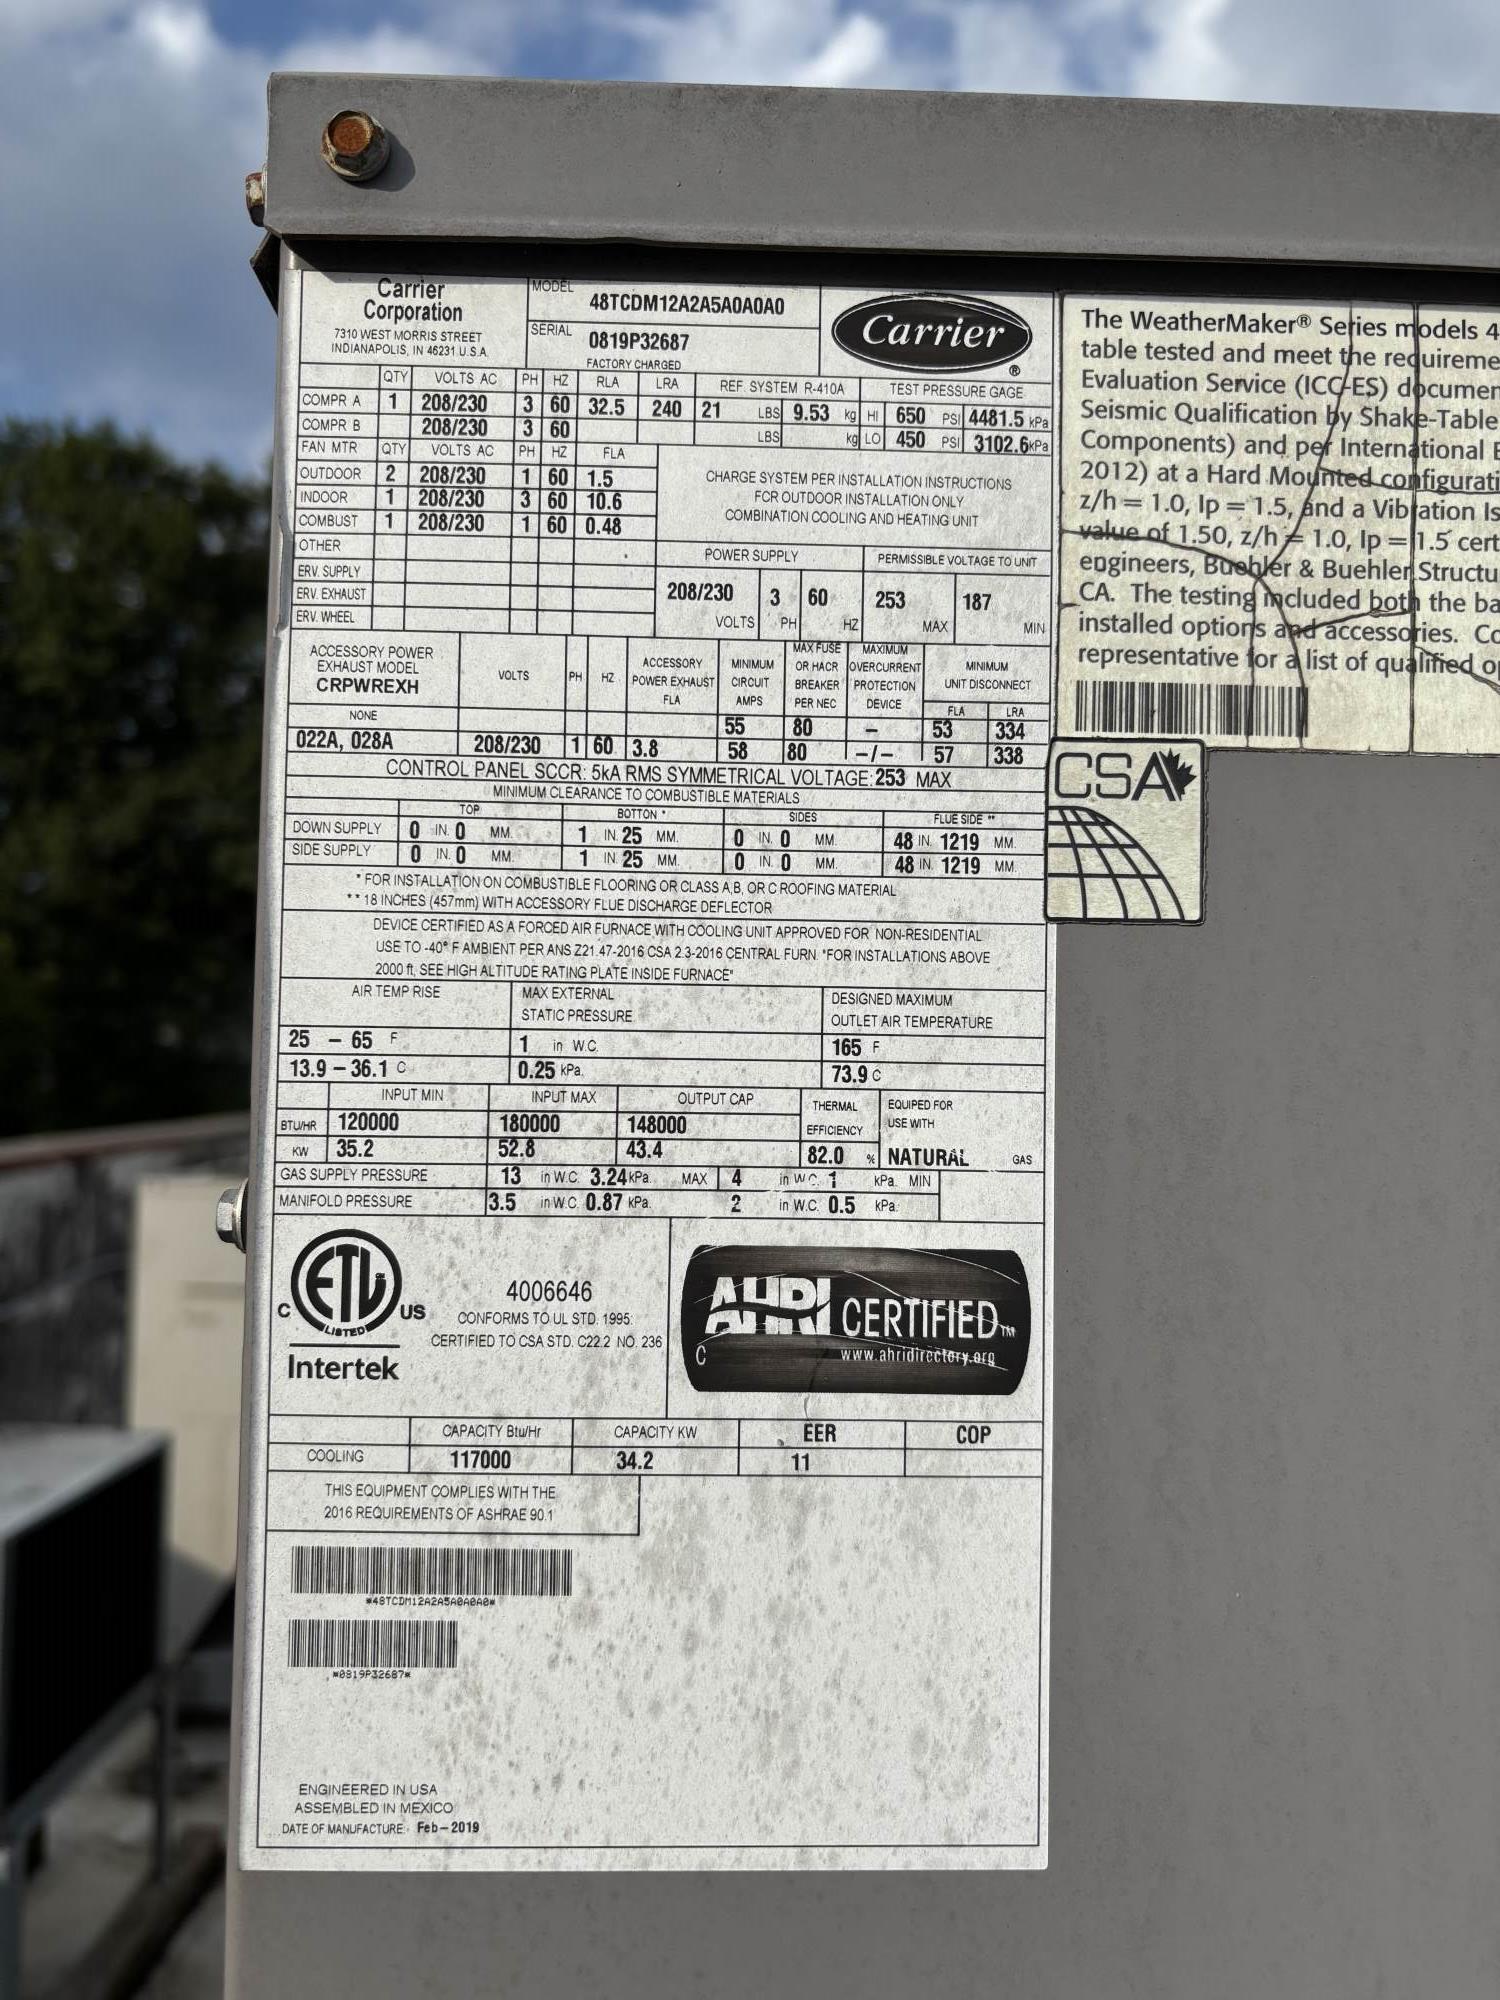 Carrier
Corporation
7310 WEST MORRIS STREET
INDIANAPOLIS, IN 46231 U.S.A.
MODEL 48TCDM12A2A5A0A0A0
SERIAL 0819P32687
FACTORY CHARGED
Carrier ®
QTY VOLTS AC PH HZ RLA LRA REF. SYSTEM R-410A TEST PRESSURE GAGE
COMPR A 1 208/230 3 60 32.5 240 21 LBS 9.53 kg HI 650 PSI 4481.5 kPa
COMPR B 208/230 3 60 LBS kg LO 450 PSI 3102.6 kPa
FAN MTR QTY VOLTS AC PH HZ FLA
OUTDOOR 2 208/230 1 60 1.5
INDOOR 1 208/230 3 60 10.6
COMBUST 1 208/230 1 60 0.48
OTHER
ERV. SUPPLY
ERV. EXHAUST
ERV. WHEEL
CHARGE SYSTEM PER INSTALLATION INSTRUCTIONS
FOR OUTDOOR INSTALLATION ONLY
COMBINATION COOLING AND HEATING UNIT
POWER SUPPLY PERMISSIBLE VOLTAGE TO UNIT
208/230 VOLTS 3 PH 60 HZ 253 MAX 187 MIN
ACCESSORY POWER
EXHAUST MODEL
CRPWREXH
VOLTS PH HZ
ACCESSORY
POWER EXHAUST
FLA
MINIMUM
CIRCUIT
AMPS
MAX FUSE
OR HACR
BREAKER
PER NEC
MAXIMUM
OVERCURRENT
PROTECTION
DEVICE
MINIMUM
UNIT DISCONNECT
FLA LRA
NONE 55 80 – 53 334
022A, 028A 208/230 1 60 3.8 58 80 –/– 57 338
CONTROL PANEL SCCR: 5kA RMS SYMMETRICAL VOLTAGE: 253 MAX
MINIMUM CLEARANCE TO COMBUSTIBLE MATERIALS
TOP BOTTON * SIDES FLUE SIDE **
DOWN SUPPLY 0 IN. 0 MM. 1 IN 25 MM. 0 IN. 0 MM. 48 IN. 1219 MM.
SIDE SUPPLY 0 IN. 0 MM. 1 IN 25 MM. 0 IN. 0 MM. 48 IN. 1219 MM.
* FOR INSTALLATION ON COMBUSTIBLE FLOORING OR CLASS A,B, OR C ROOFING MATERIAL
** 18 INCHES (457mm) WITH ACCESSORY FLUE DISCHARGE DEFLECTOR
DEVICE CERTIFIED AS A FORCED AIR FURNACE WITH COOLING UNIT APPROVED FOR NON-RESIDENTIAL
USE TO -40° F AMBIENT PER ANS Z21.47-2016 CSA 2.3-2016 CENTRAL FURN. "FOR INSTALLATIONS ABOVE
2000 ft, SEE HIGH ALTITUDE RATING PLATE INSIDE FURNACE"
AIR TEMP RISE
25 – 65 F
13.9 – 36.1 C
MAX EXTERNAL
STATIC PRESSURE
1 in W.C.
0.25 kPa.
DESIGNED MAXIMUM
OUTLET AIR TEMPERATURE
165 F
73.9 C
INPUT MIN INPUT MAX OUTPUT CAP
BTU/HR 120000 180000 148000
KW 35.2 52.8 43.4
THERMAL
EFFICIENCY
82.0 %
EQUIPED FOR
USE WITH
NATURAL GAS
GAS SUPPLY PRESSURE 13 in W.C. 3.24 kPa. MAX 4 in W.C. 1 kPa. MIN
MANIFOLD PRESSURE 3.5 in W.C. 0.87 kPa. 2 in W.C. 0.5 kPa.
C ETL US
LISTED
Intertek
4006646
CONFORMS TO UL STD. 1995:
CERTIFIED TO CSA STD. C22.2 NO. 236
AHRI CERTIFIED TM
C www.ahridirectory.org
CAPACITY Btu/Hr CAPACITY KW EER COP
COOLING 117000 34.2 11
THIS EQUIPMENT COMPLIES WITH THE
2016 REQUIREMENTS OF ASHRAE 90.1
*48TCDM12A2A5A0A0A0*
*0819P32687*
ENGINEERED IN USA
ASSEMBLED IN MEXICO
DATE OF MANUFACTURE: Feb–2019
The WeatherMaker® Series models 4
table tested and meet the requireme
Evaluation Service (ICC-ES) documen
Seismic Qualification by Shake-Table
Components) and per International B
2012) at a Hard Mounted configurati
z/h = 1.0, Ip = 1.5, and a Vibration Is
value of 1.50, z/h = 1.0, Ip = 1.5 cert
engineers, Buehler & Buehler Structu
CA. The testing included both the ba
installed options and accessories. Co
representative for a list of qualified op
CSA